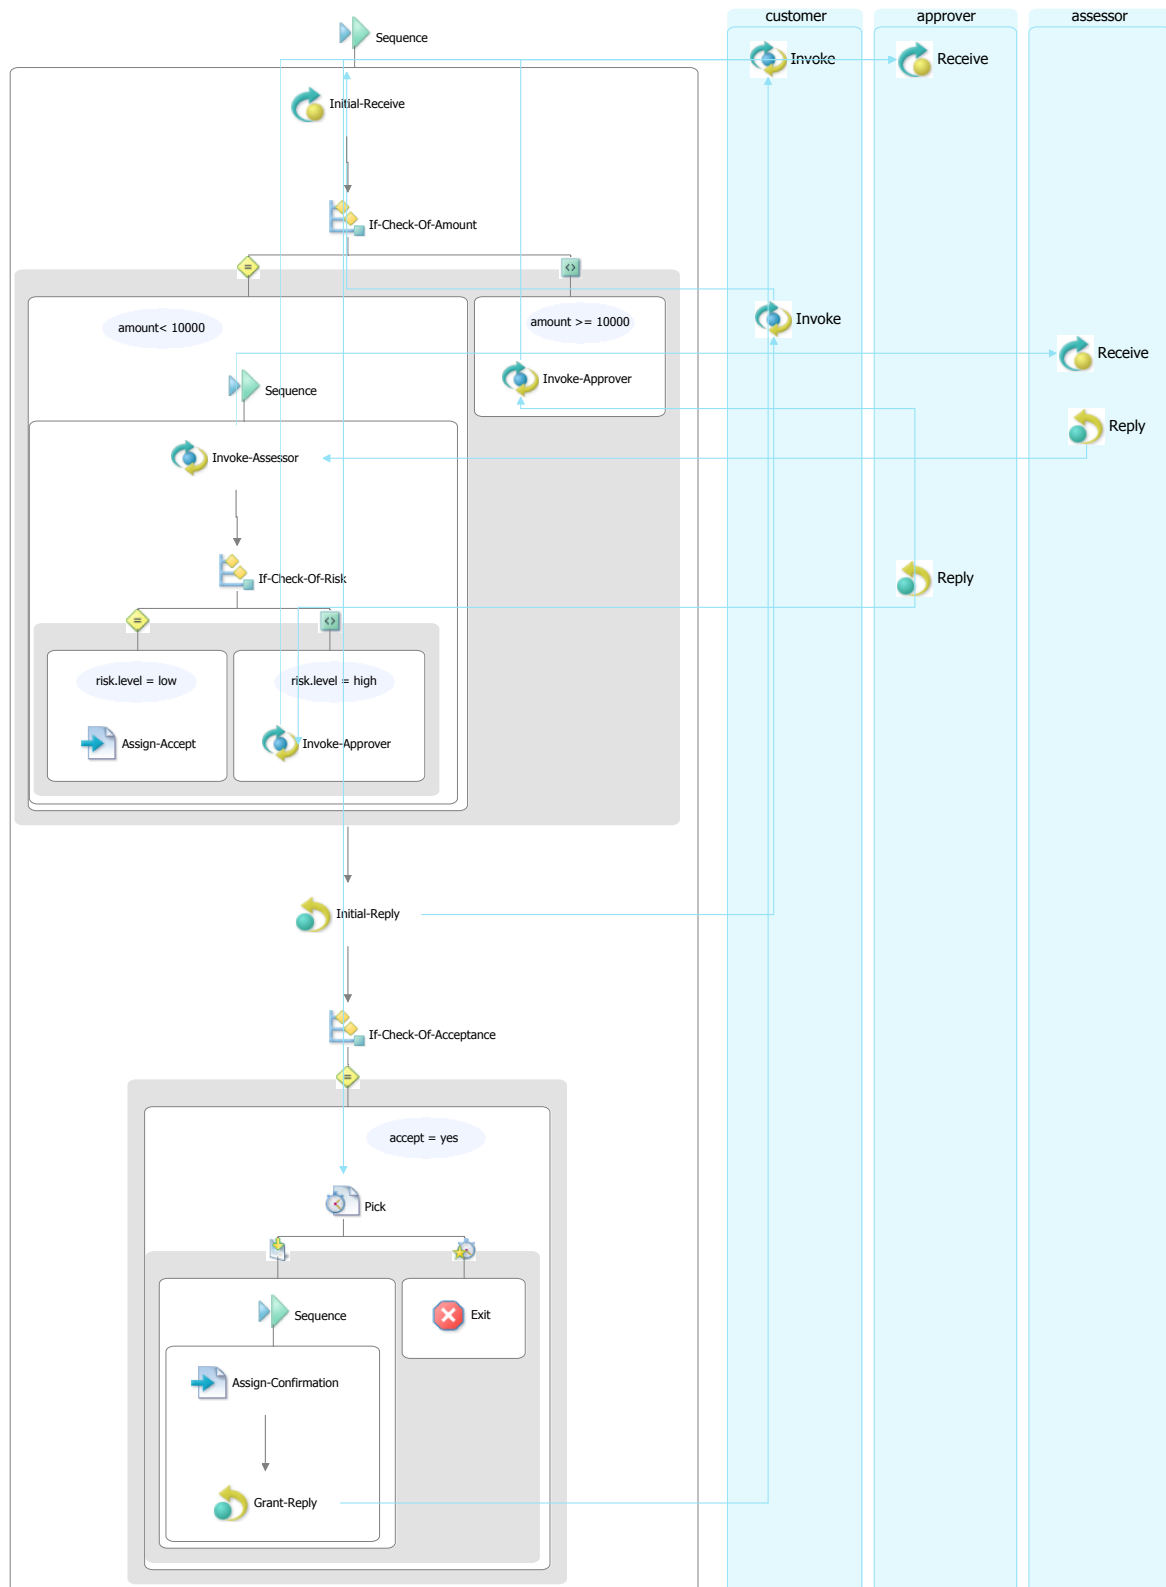 customer
approver
assessor
Sequence
Invoke
Receive
Initial-Receive
If-Check-Of-Amount
=
<>
amount< 10000
amount >= 10000
Invoke
Receive
Sequence
Invoke-Approver
Reply
Invoke-Assessor
If-Check-Of-Risk
Reply
=
<>
risk.level = low
risk.level = high
Assign-Accept
Invoke-Approver
Initial-Reply
If-Check-Of-Acceptance
=
accept = yes
Pick
Sequence
Exit
Assign-Confirmation
Grant-Reply